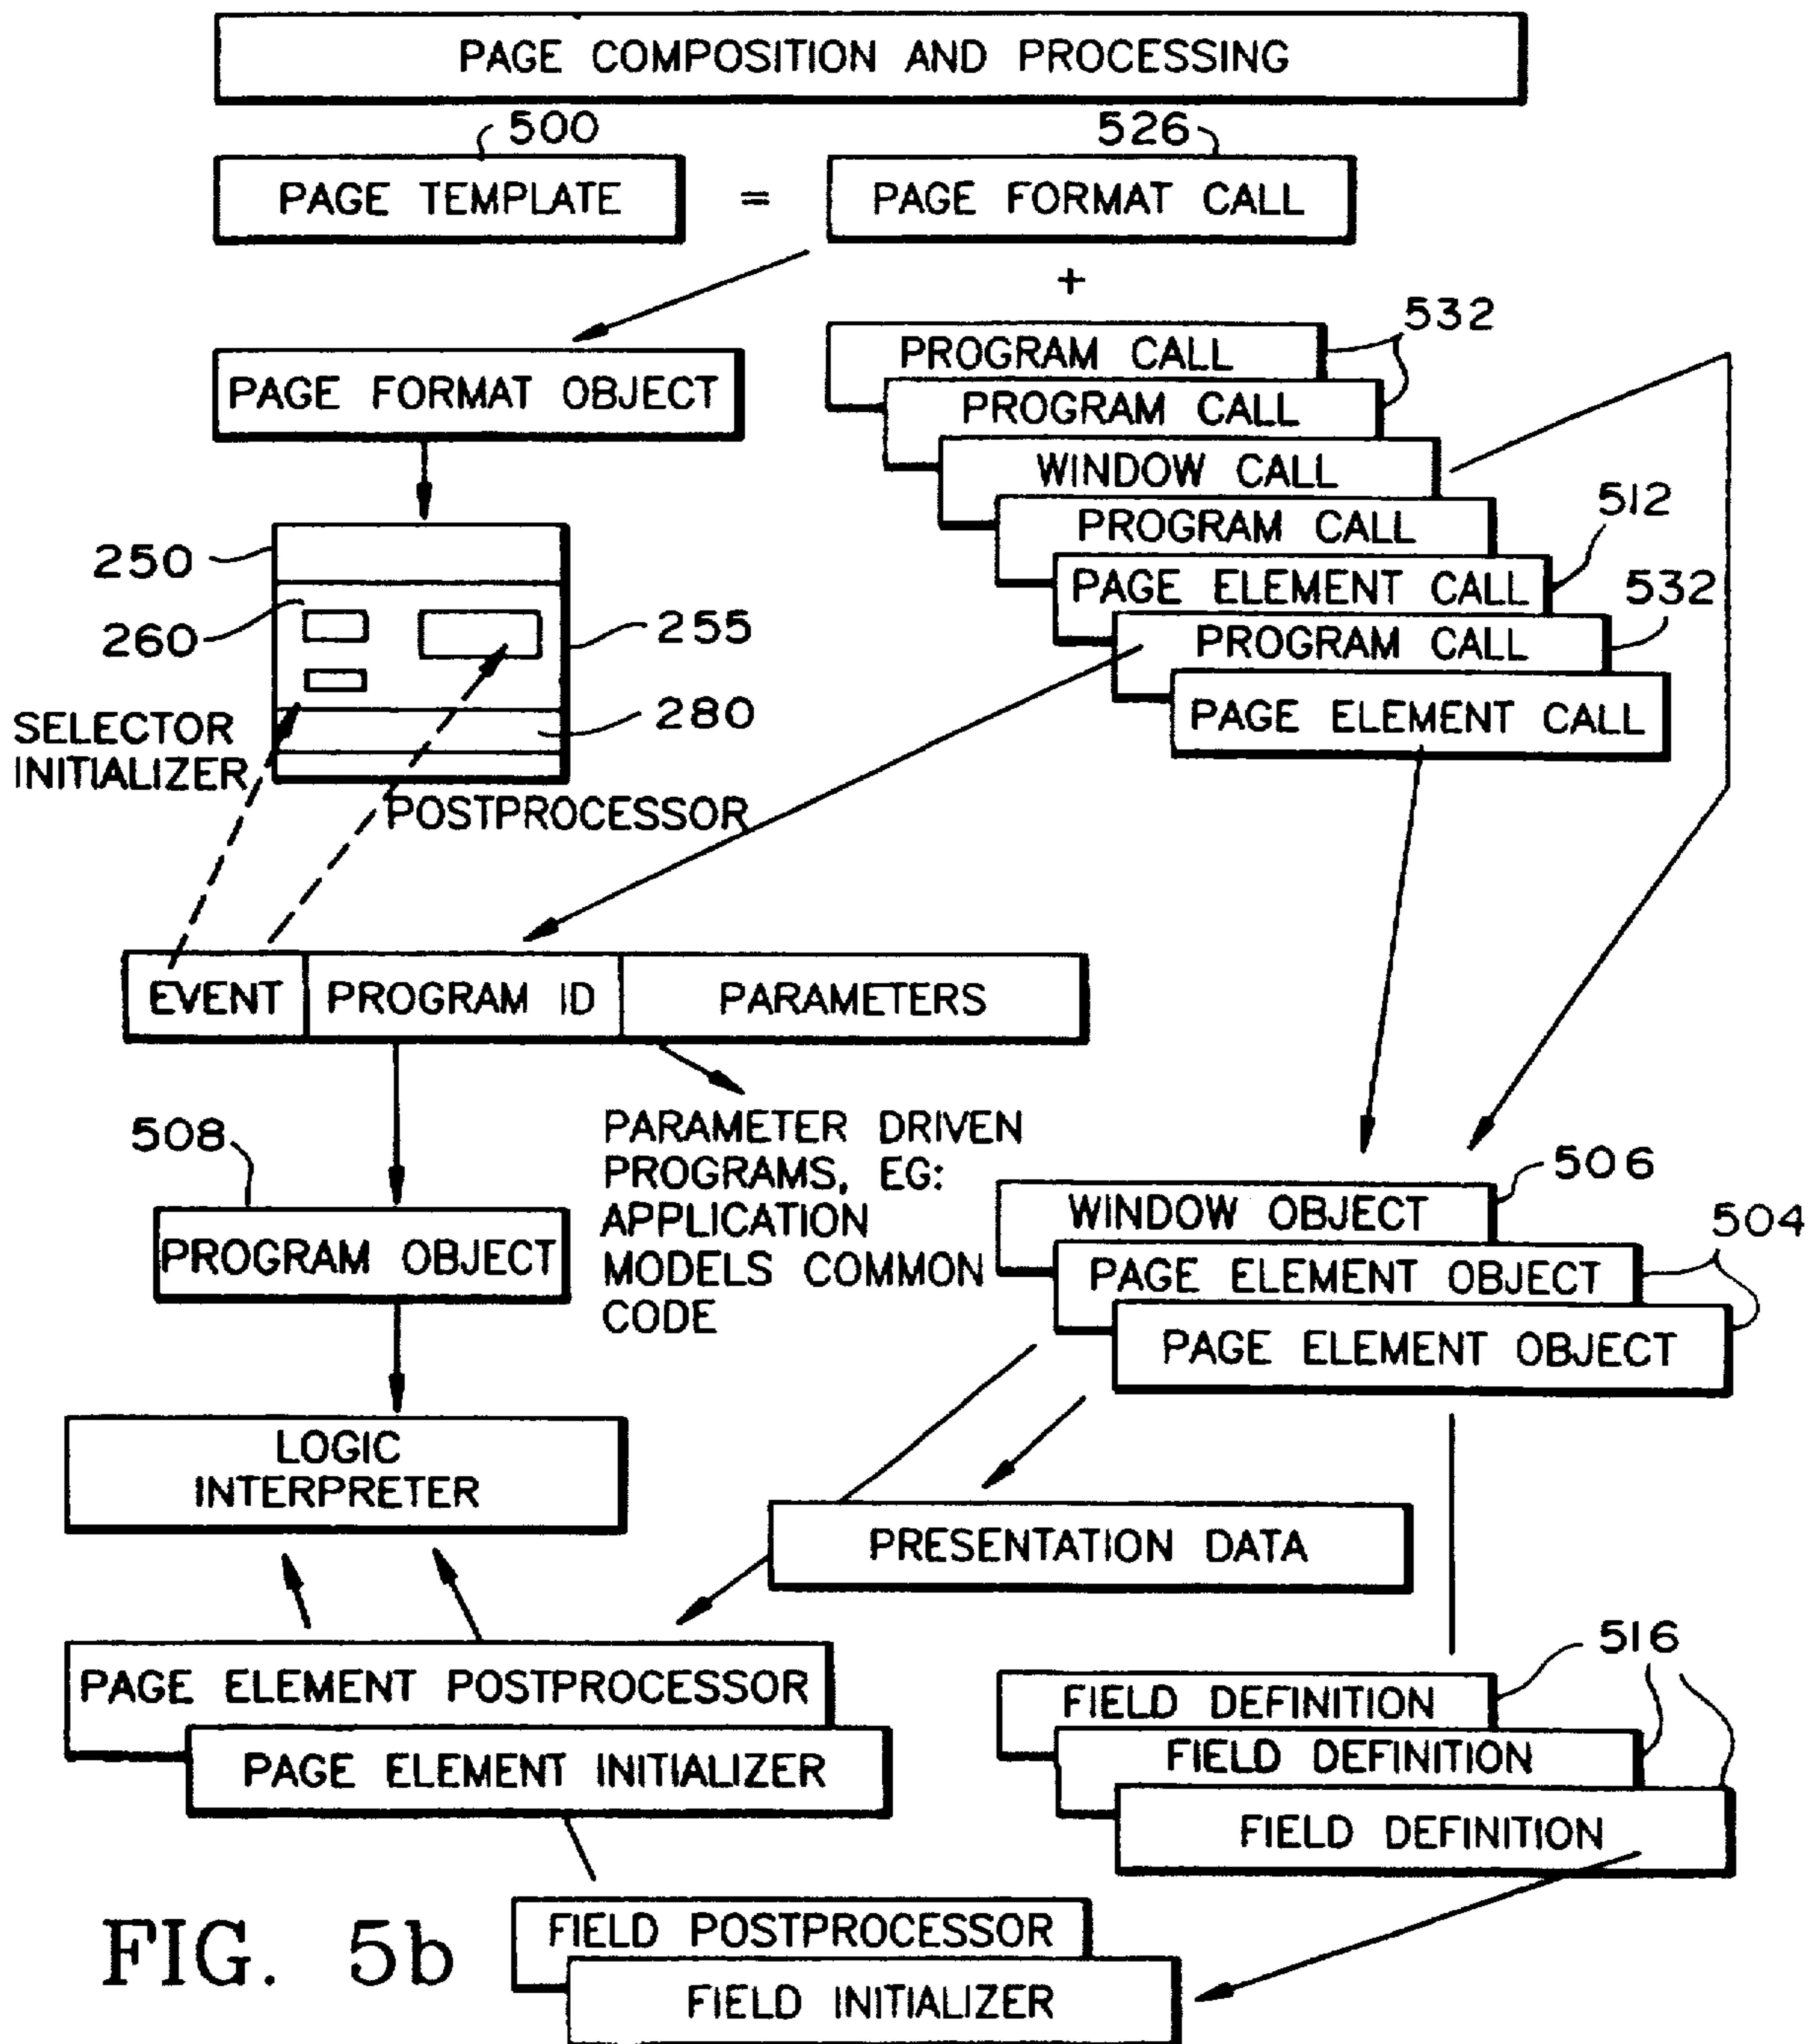 PAGE COMPOSITION AND PROCESSING
500
526
PAGE TEMPLATE = PAGE FORMAT CALL
+
532
PROGRAM CALL
PAGE FORMAT OBJECT
PROGRAM CALL
WINDOW CALL
512
PROGRAM CALL
250
PAGE ELEMENT CALL
532
260
255
PROGRAM CALL
PAGE ELEMENT CALL
280
SELECTOR
INITIALIZER
POSTPROCESSOR
EVENT PROGRAM ID PARAMETERS
508
PARAMETER DRIVEN
PROGRAMS, EG:
APPLICATION
MODELS COMMON
CODE
506
WINDOW OBJECT
504
PROGRAM OBJECT
PAGE ELEMENT OBJECT
PAGE ELEMENT OBJECT
LOGIC
INTERPRETER
PRESENTATION DATA
516
PAGE ELEMENT POSTPROCESSOR
FIELD DEFINITION
PAGE ELEMENT INITIALIZER
FIELD DEFINITION
FIELD DEFINITION
FIELD POSTPROCESSOR
FIELD INITIALIZER
FIG. 5b